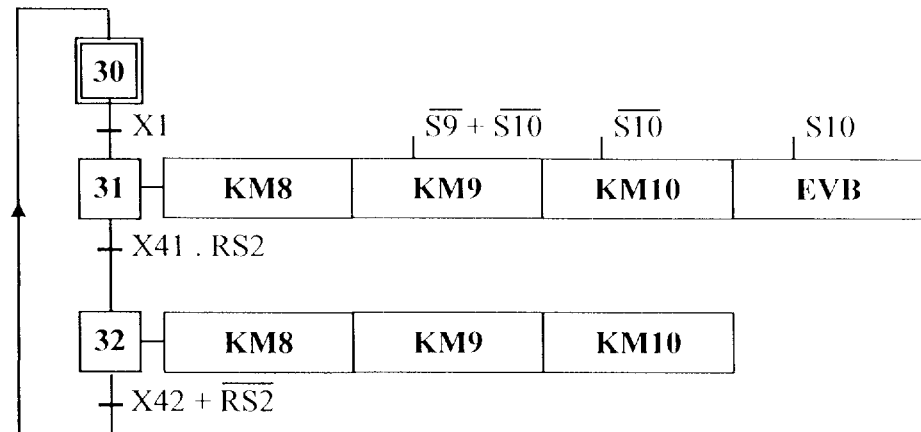 30
X1
S̅9̅ + S̅1̅0̅ S̅1̅0̅ S10
31 KM8 KM9 KM10 EVB
X41 . RS2
32 KM8 KM9 KM10
X42 + R̅S̅2̅